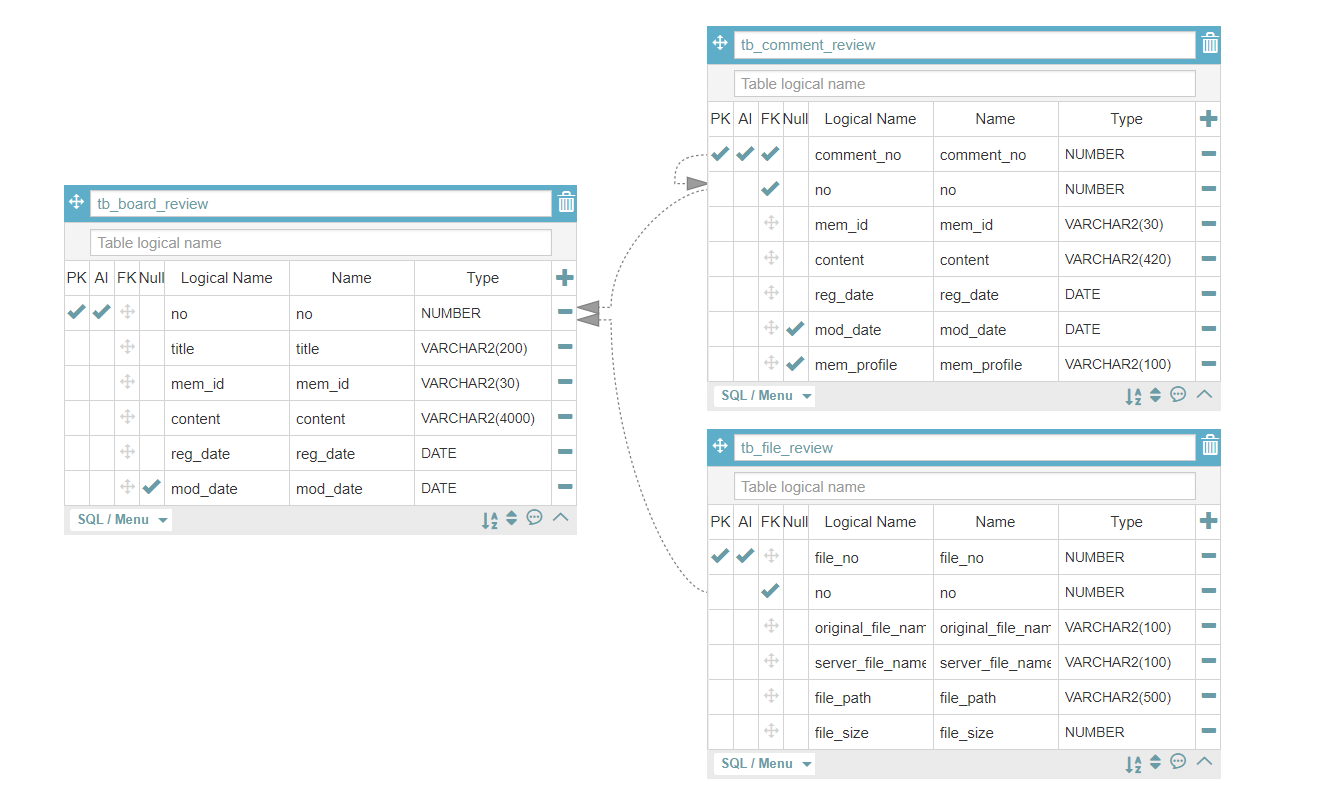 tb_board_review
Table logical name
PK AI FK Null Logical Name Name Type
no no NUMBER
title title VARCHAR2(200)
mem_id mem_id VARCHAR2(30)
content content VARCHAR2(4000)
reg_date reg_date DATE
mod_date mod_date DATE
SQL / Menu
tb_comment_review
Table logical name
PK AI FK Null Logical Name Name Type
comment_no comment_no NUMBER
no no NUMBER
mem_id mem_id VARCHAR2(30)
content content VARCHAR2(420)
reg_date reg_date DATE
mod_date mod_date DATE
mem_profile mem_profile VARCHAR2(100)
SQL / Menu
tb_file_review
Table logical name
PK AI FK Null Logical Name Name Type
file_no file_no NUMBER
no no NUMBER
original_file_nam original_file_nam VARCHAR2(100)
server_file_name server_file_name VARCHAR2(100)
file_path file_path VARCHAR2(500)
file_size file_size NUMBER
SQL / Menu